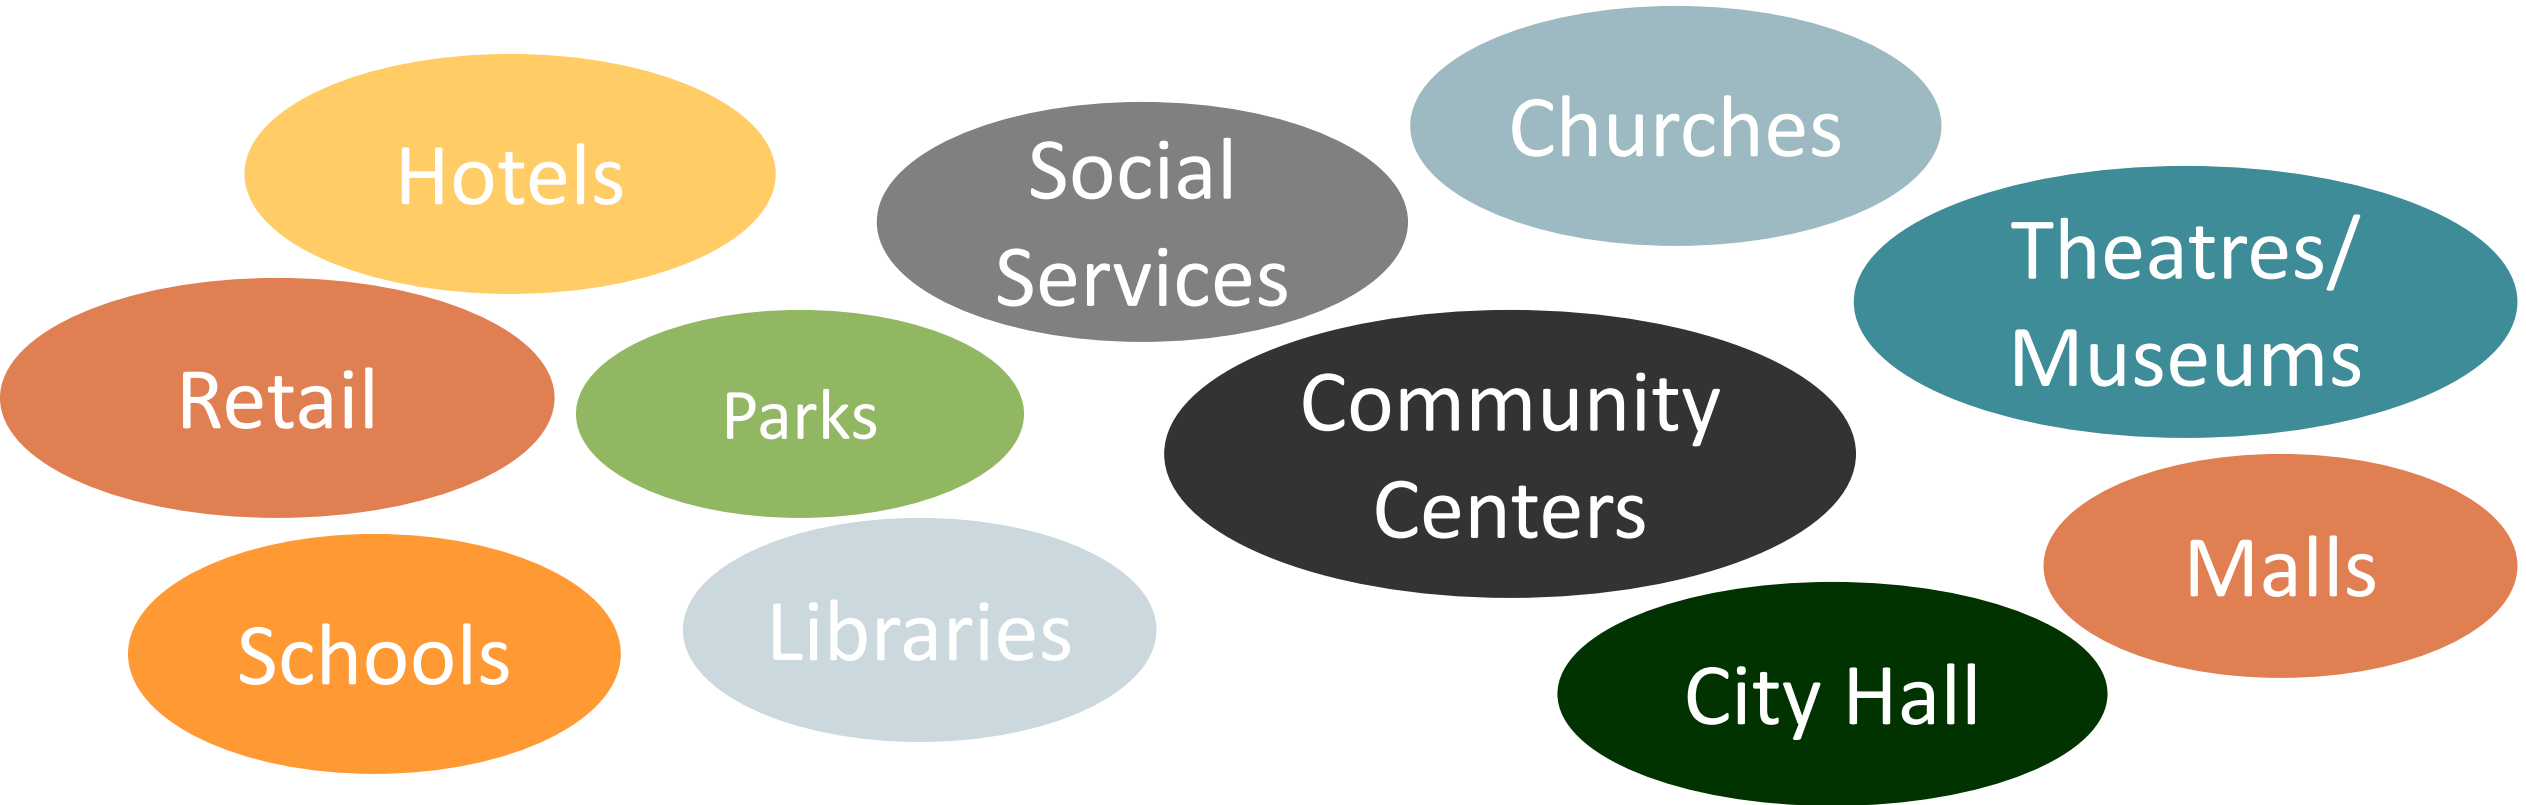 Hotels
Social
Services
Churches
Theatres/
Museums
Retail
Parks
Community
Centers
Malls
Schools
Libraries
City Hall